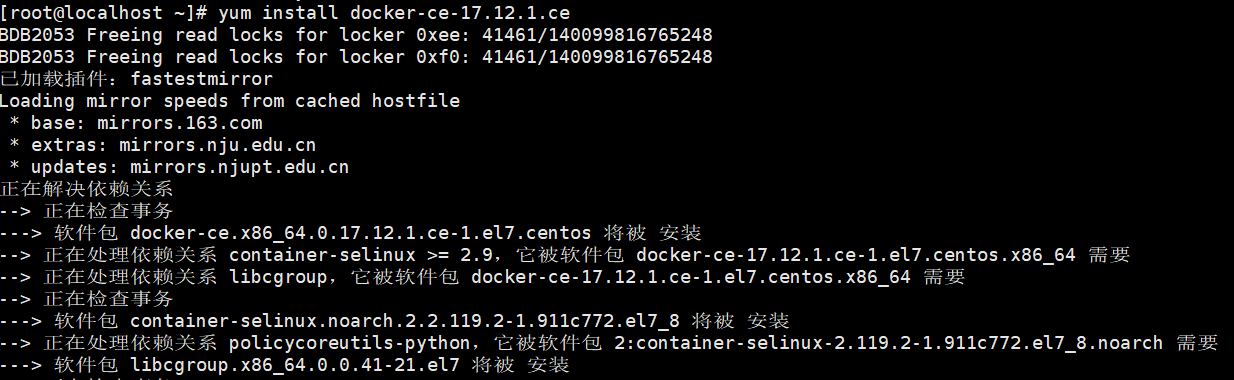 [root@localhost ~]# yum install docker-ce-17.12.1.ce
BDB2053 Freeing read locks for locker 0xee: 41461/140099816765248
BDB2053 Freeing read locks for locker 0xf0: 41461/140099816765248
已加载插件：fastestmirror
Loading mirror speeds from cached hostfile
 * base: mirrors.163.com
 * extras: mirrors.nju.edu.cn
 * updates: mirrors.njupt.edu.cn
正在解决依赖关系
--> 正在检查事务
---> 软件包 docker-ce.x86_64.0.17.12.1.ce-1.el7.centos 将被 安装
--> 正在处理依赖关系 container-selinux >= 2.9，它被软件包 docker-ce-17.12.1.ce-1.el7.centos.x86_64 需要
--> 正在处理依赖关系 libcgroup，它被软件包 docker-ce-17.12.1.ce-1.el7.centos.x86_64 需要
--> 正在检查事务
---> 软件包 container-selinux.noarch.2.2.119.2-1.911c772.el7_8 将被 安装
--> 正在处理依赖关系 policycoreutils-python，它被软件包 2:container-selinux-2.119.2-1.911c772.el7_8.noarch 需要
---> 软件包 libcgroup.x86_64.0.0.41-21.el7 将被 安装